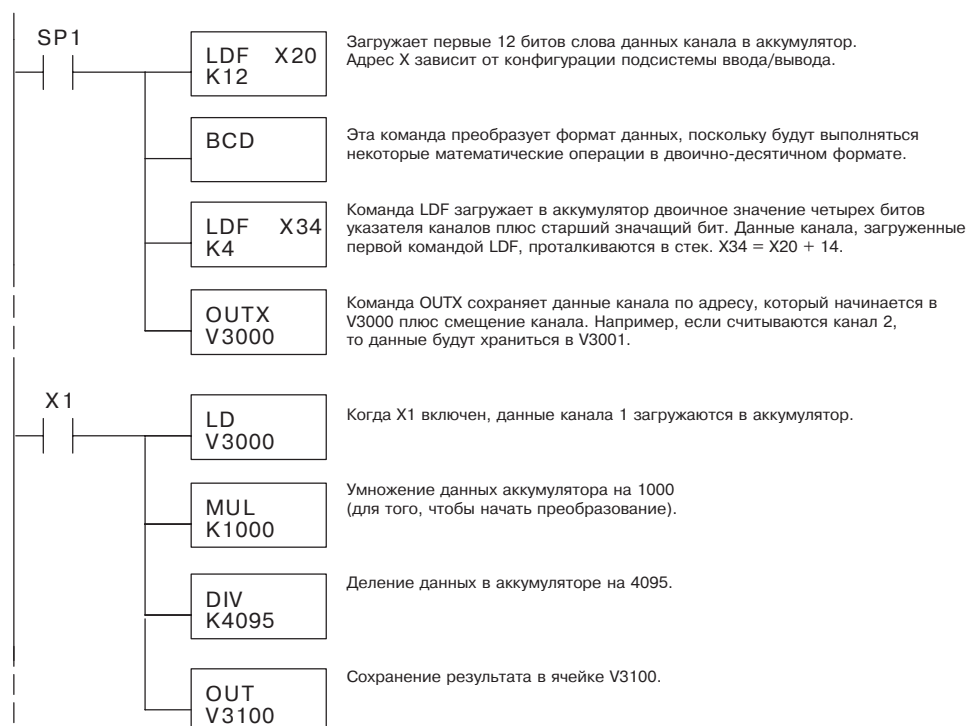 SP1
LDF X20
K12
Загружает первые 12 битов слова данных канала в аккумулятор.
Адрес X зависит от конфигурации подсистемы ввода/вывода.
BCD
Эта команда преобразует формат данных, поскольку будут выполняться
некоторые математические операции в двоично-десятичном формате.
LDF X34
K4
Команда LDF загружает в аккумулятор двоичное значение четырех битов
указателя каналов плюс старший значащий бит. Данные канала, загруженные
первой командой LDF, проталкиваются в стек. X34 = X20 + 14.
OUTX
V3000
Команда OUTX сохраняет данные канала по адресу, который начинается в
V3000 плюс смещение канала. Например, если считываются канал 2,
то данные будут храниться в V3001.
X1
LD
V3000
Когда X1 включен, данные канала 1 загружаются в аккумулятор.
MUL
K1000
Умножение данных аккумулятора на 1000
(для того, чтобы начать преобразование).
DIV
K4095
Деление данных в аккумуляторе на 4095.
OUT
V3100
Сохранение результата в ячейке V3100.